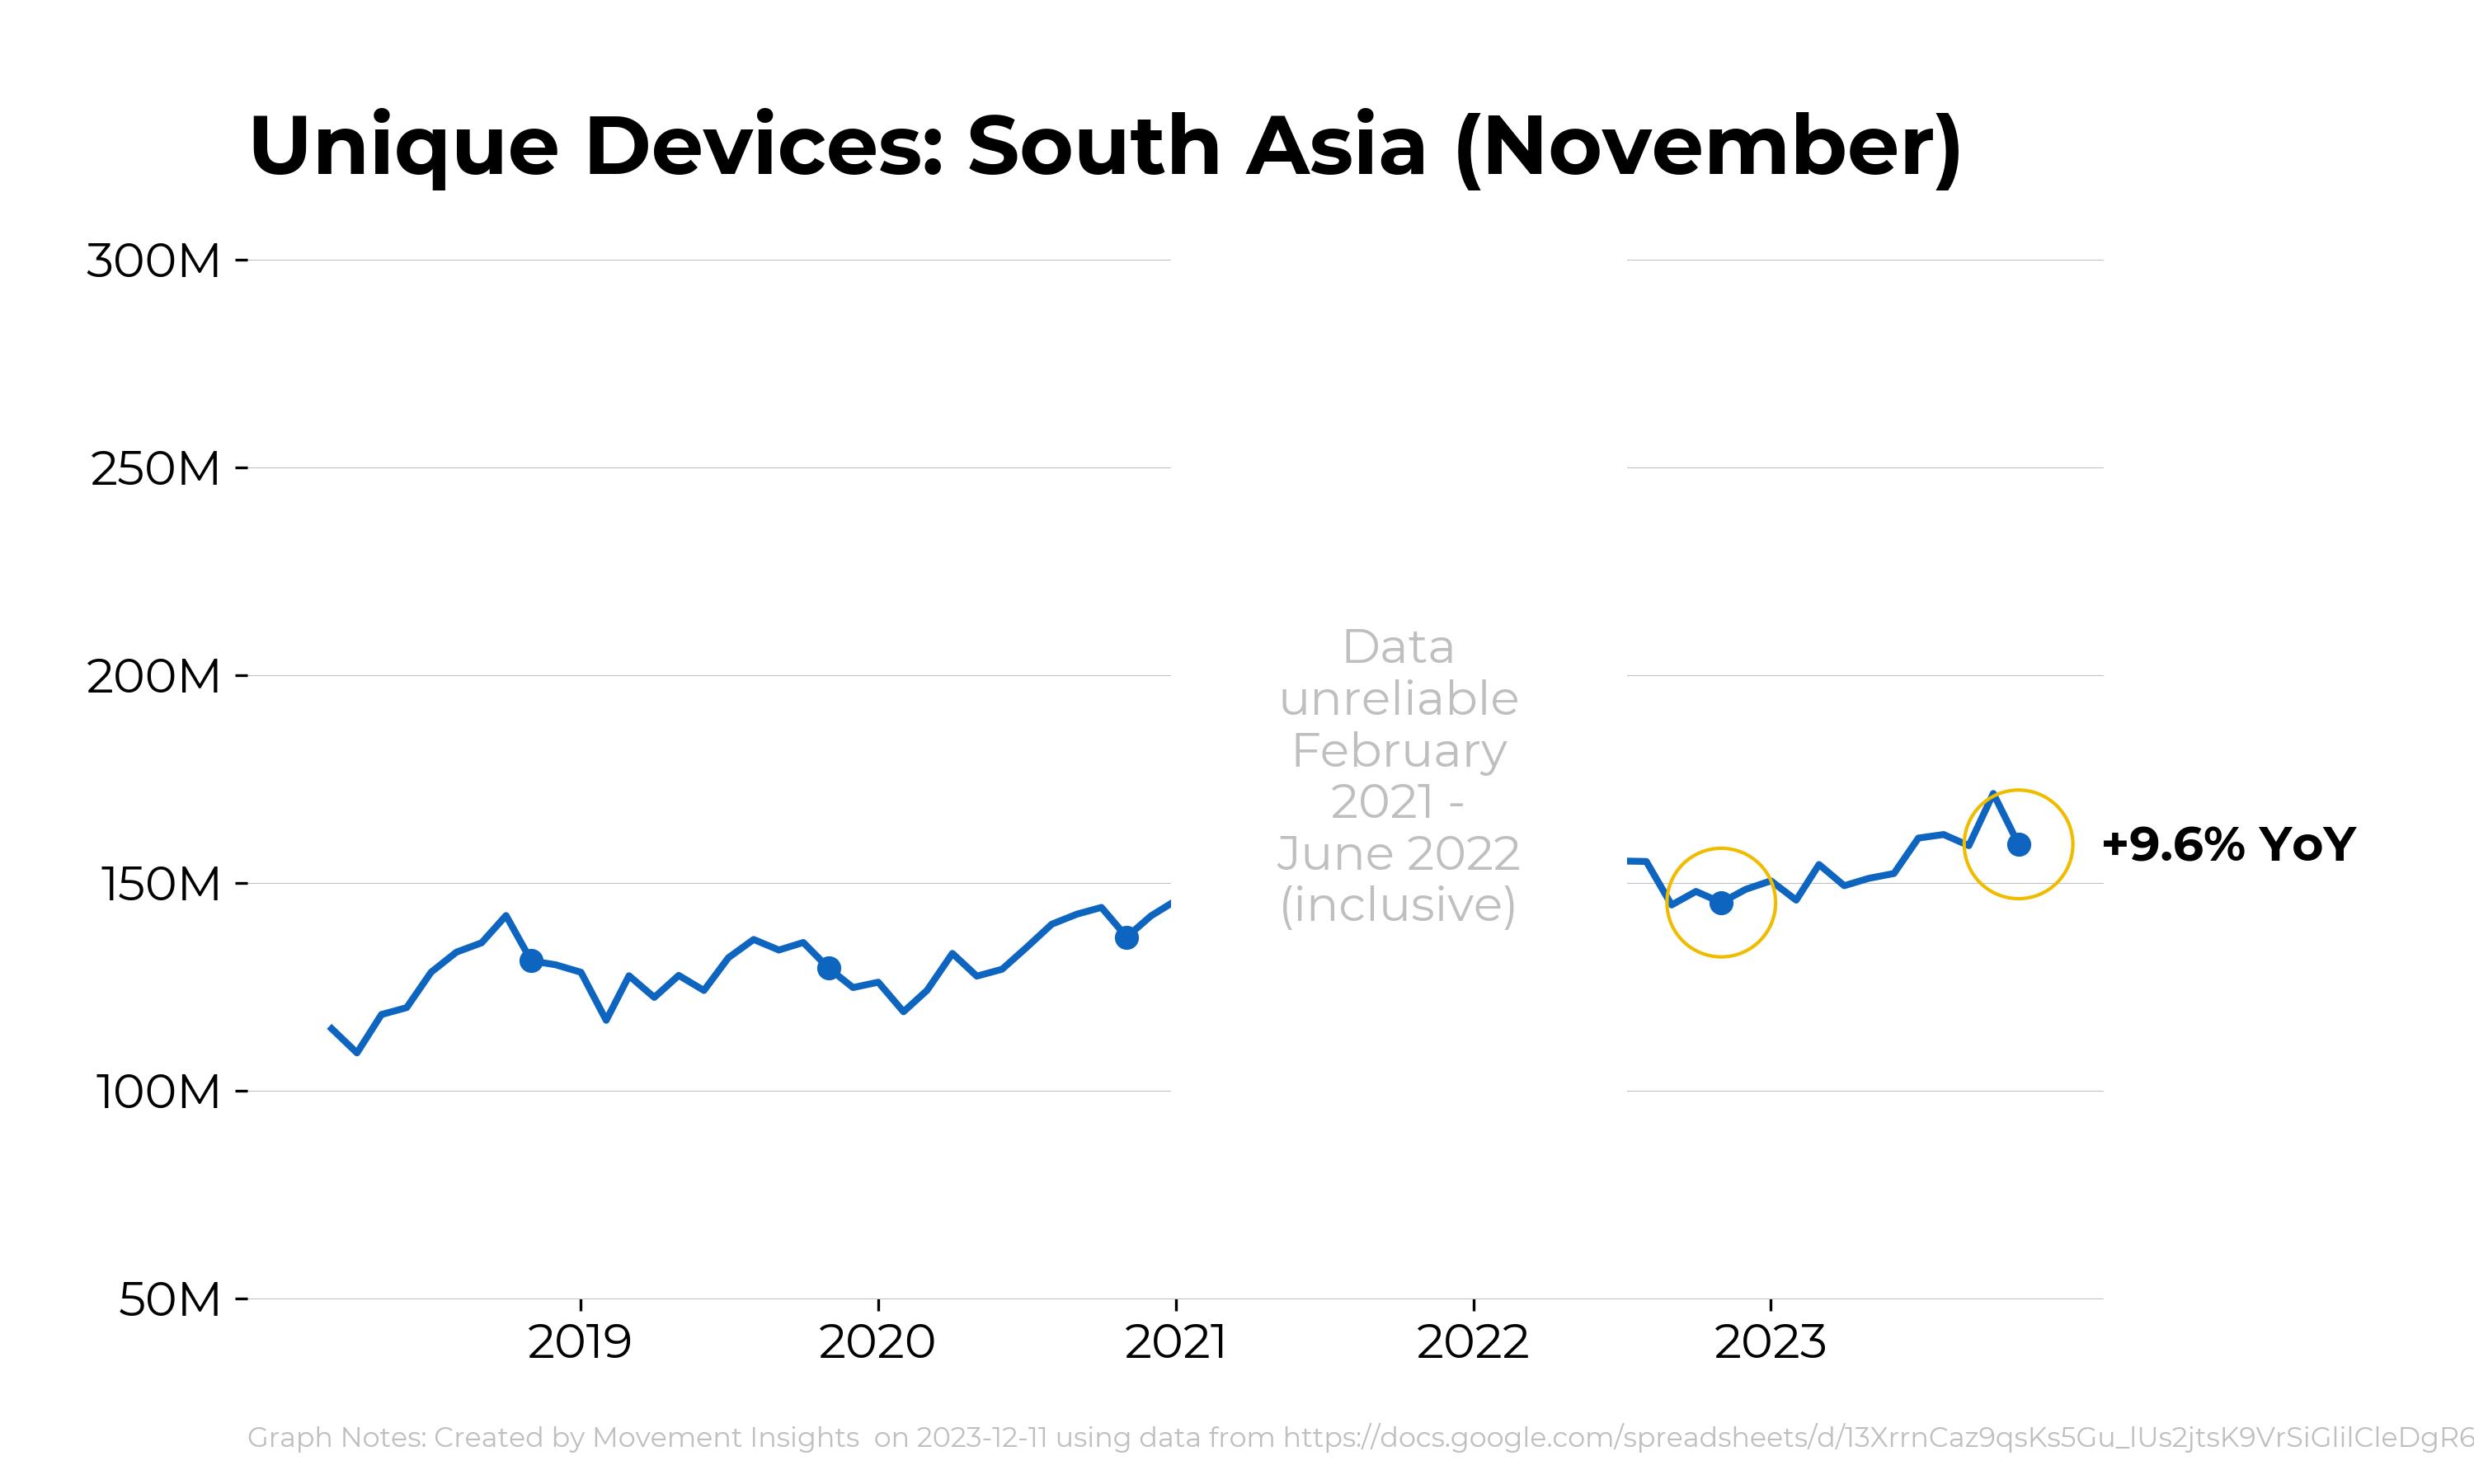 Unique Devices: South Asia (November)
300M
250M
200M
150M
100M
50M
Data
unreliable
February
2021 -
June 2022
(inclusive)
+9.6% YoY
2019
2020
2021
2022
2023
Graph Notes: Created by Movement Insights on 2023-12-11 using data from https://docs.google.com/spreadsheets/d/13XrrnCaz9qsKs5Gu_lUs2jtsK9VrSiGlilCleDgR6